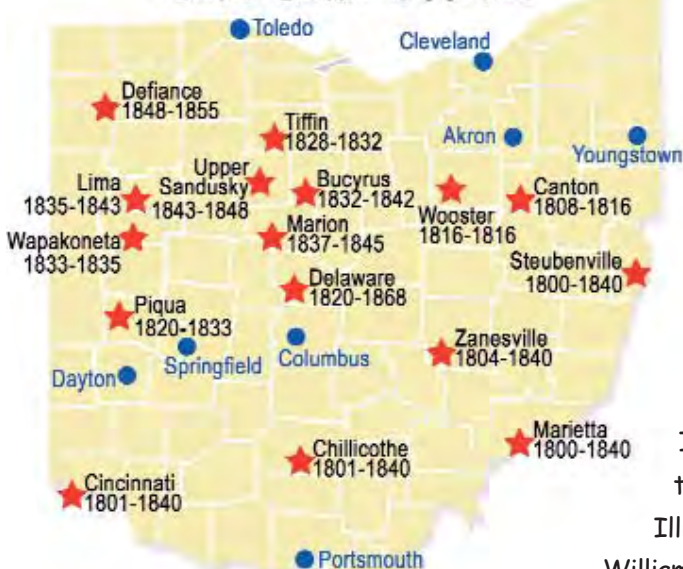 Toledo
Cleveland
Defiance
1848-1855
Tiffin
1828-1832
Akron
Youngstown
Lima
1835-1843
Upper
Sandusky
1843-1848
Bucyrus
1832-1842
Wooster
1816-1816
Canton
1808-1816
Wapakoneta
1833-1835
Marion
1837-1845
Steubenville
1800-1840
Delaware
1820-1868
Piqua
1820-1833
Springfield
Columbus
Zanesville
1804-1840
Dayton
Marietta
1800-1840
Chillicothe
1801-1840
Cincinnati
1801-1840
Ill
William
Portsmouth